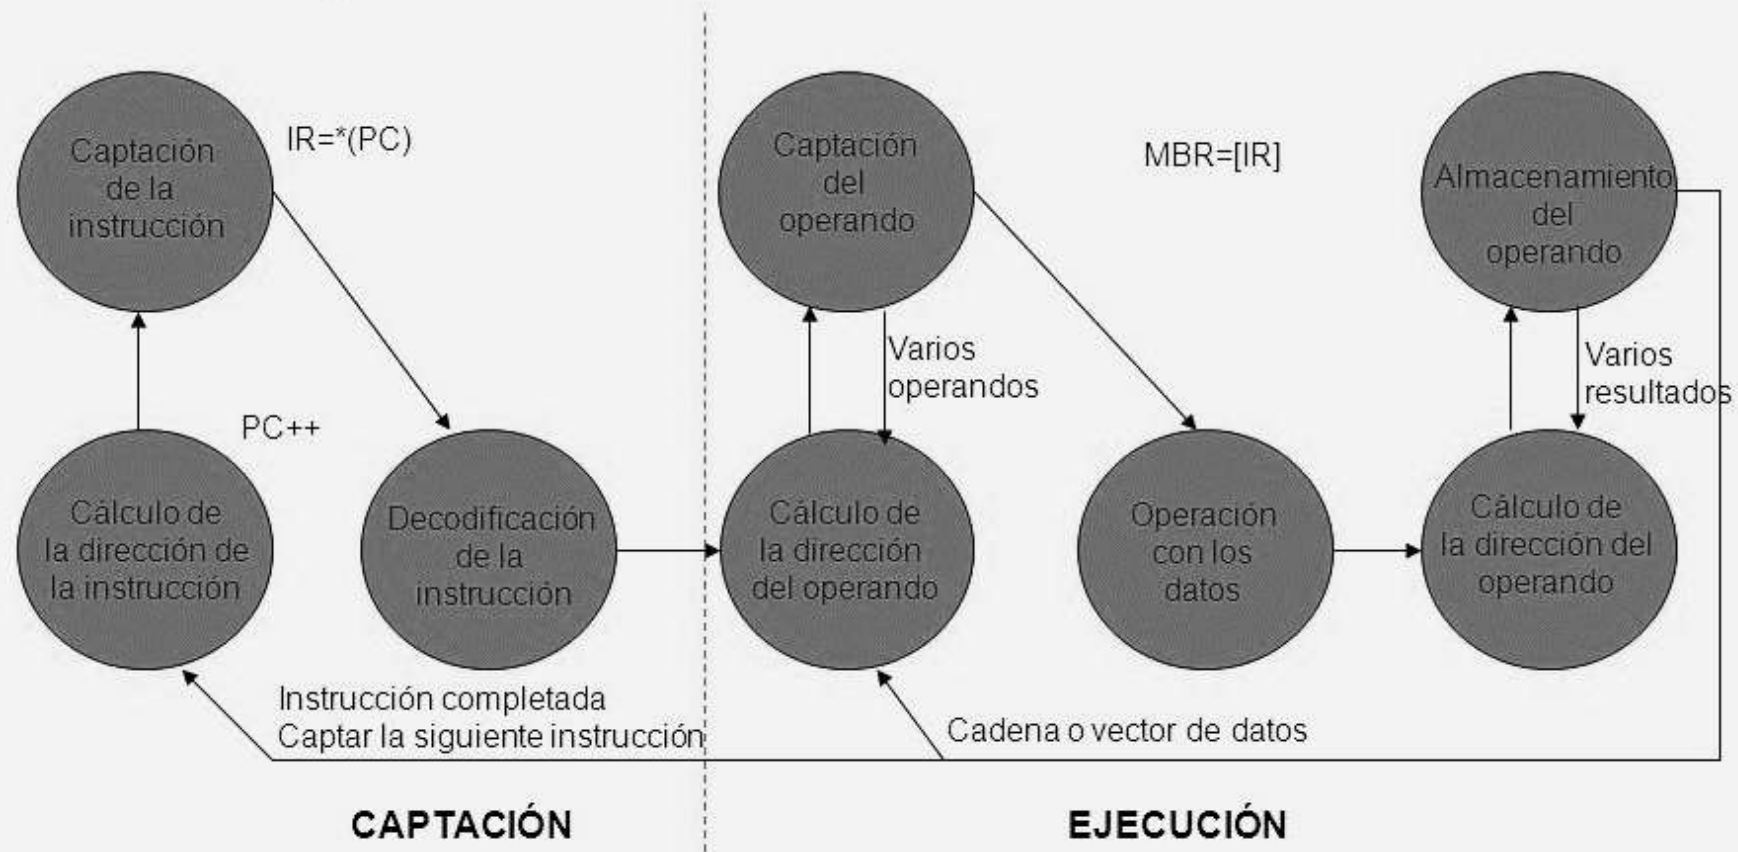 Captación
de la
instrucción
IR=*(PC)
Captación
del
operando
MBR=[IR]
Almacenamiento
del
operando
Varios
operandos
Varios
resultados
PC++
Cálculo de
la dirección de
la instrucción
Decodificación
de la
instrucción
Cálculo de
la dirección
del operando
Operación
con los
datos
Cálculo de
la dirección del
operando
Instrucción completada
Captar la siguiente instrucción
Cadena o vector de datos
CAPTACIÓN
EJECUCIÓN